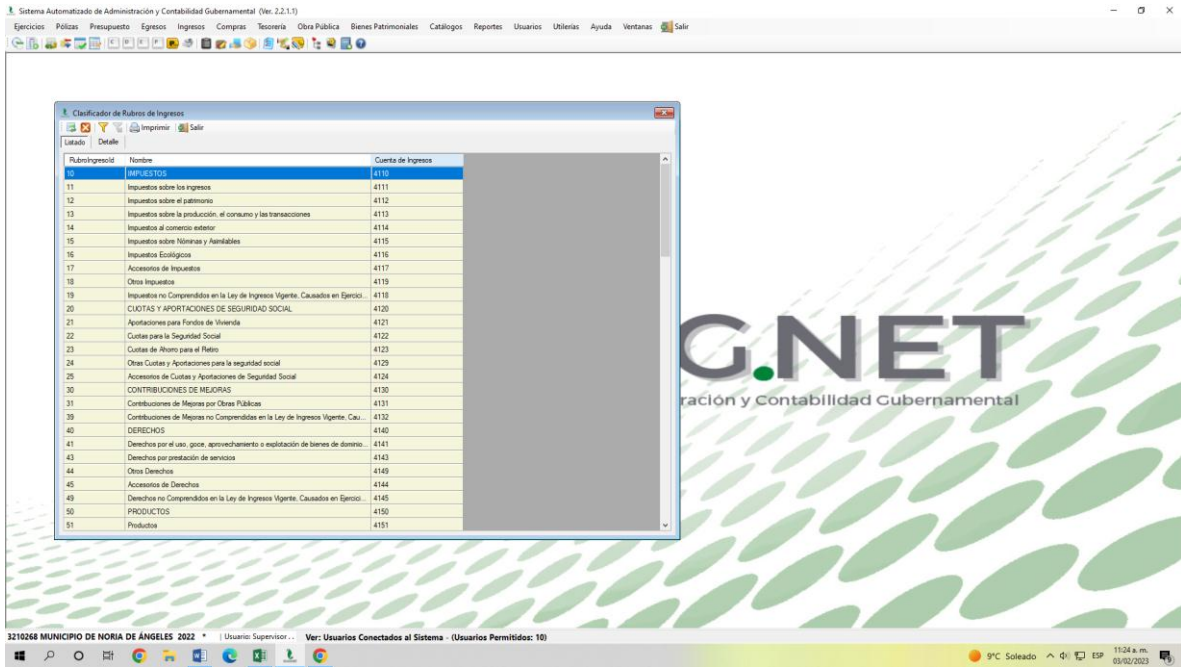 Sistema Automatizado de Administración y Contabilidad Gubernamental (Ver. 2.2.1.1)
Ejercicios Pólizas Presupuesto Egresos Ingresos Compras Tesorería Obra Pública Bienes Patrimoniales Catálogos Reportes Usuarios Utilerías Ayuda Ventanas Salir
Clasificador de Rubros de Ingresos
Imprimir Salir
Listado Detalle
RubroIngresoId Nombre Cuenta de Ingresos
10 IMPUESTOS 4110
11 Impuestos sobre los ingresos 4111
12 Impuestos sobre el patrimonio 4112
13 Impuestos sobre la producción, el consumo y las transacciones 4113
14 Impuestos al comercio exterior 4114
15 Impuestos sobre Nóminas y Asimilables 4115
16 Impuestos Ecológicos 4116
17 Accesorios de Impuestos 4117
18 Otros Impuestos 4119
19 Impuestos no Comprendidos en la Ley de Ingresos Vigente, Causados en Ejercici... 4118
20 CUOTAS Y APORTACIONES DE SEGURIDAD SOCIAL 4120
21 Aportaciones para Fondos de Vivienda 4121
22 Cuotas para la Seguridad Social 4122
23 Cuotas de Ahorro para el Retiro 4123
24 Otras Cuotas y Aportaciones para la seguridad social 4129
25 Accesorios de Cuotas y Aportaciones de Seguridad Social 4124
30 CONTRIBUCIONES DE MEJORAS 4130
31 Contribuciones de Mejoras por Obras Públicas 4131
39 Contribuciones de Mejoras no Comprendidas en la Ley de Ingresos Vigente, Cau... 4132
40 DERECHOS 4140
41 Derechos por el uso, goce, aprovechamiento o explotación de bienes de dominio... 4141
43 Derechos por prestación de servicios 4143
44 Otros Derechos 4149
45 Accesorios de Derechos 4144
49 Derechos no Comprendidos en la Ley de Ingresos Vigente, Causados en Ejercici... 4145
50 PRODUCTOS 4150
51 Productos 4151
G.NET
ración y Contabilidad Gubernamental
3210268 MUNICIPIO DE NORIA DE ÁNGELES 2022 * | Usuario: Supervisor . . Ver: Usuarios Conectados al Sistema - (Usuarios Permitidos: 10)
9°C Soleado ESP 11:24 a. m.
03/02/2023